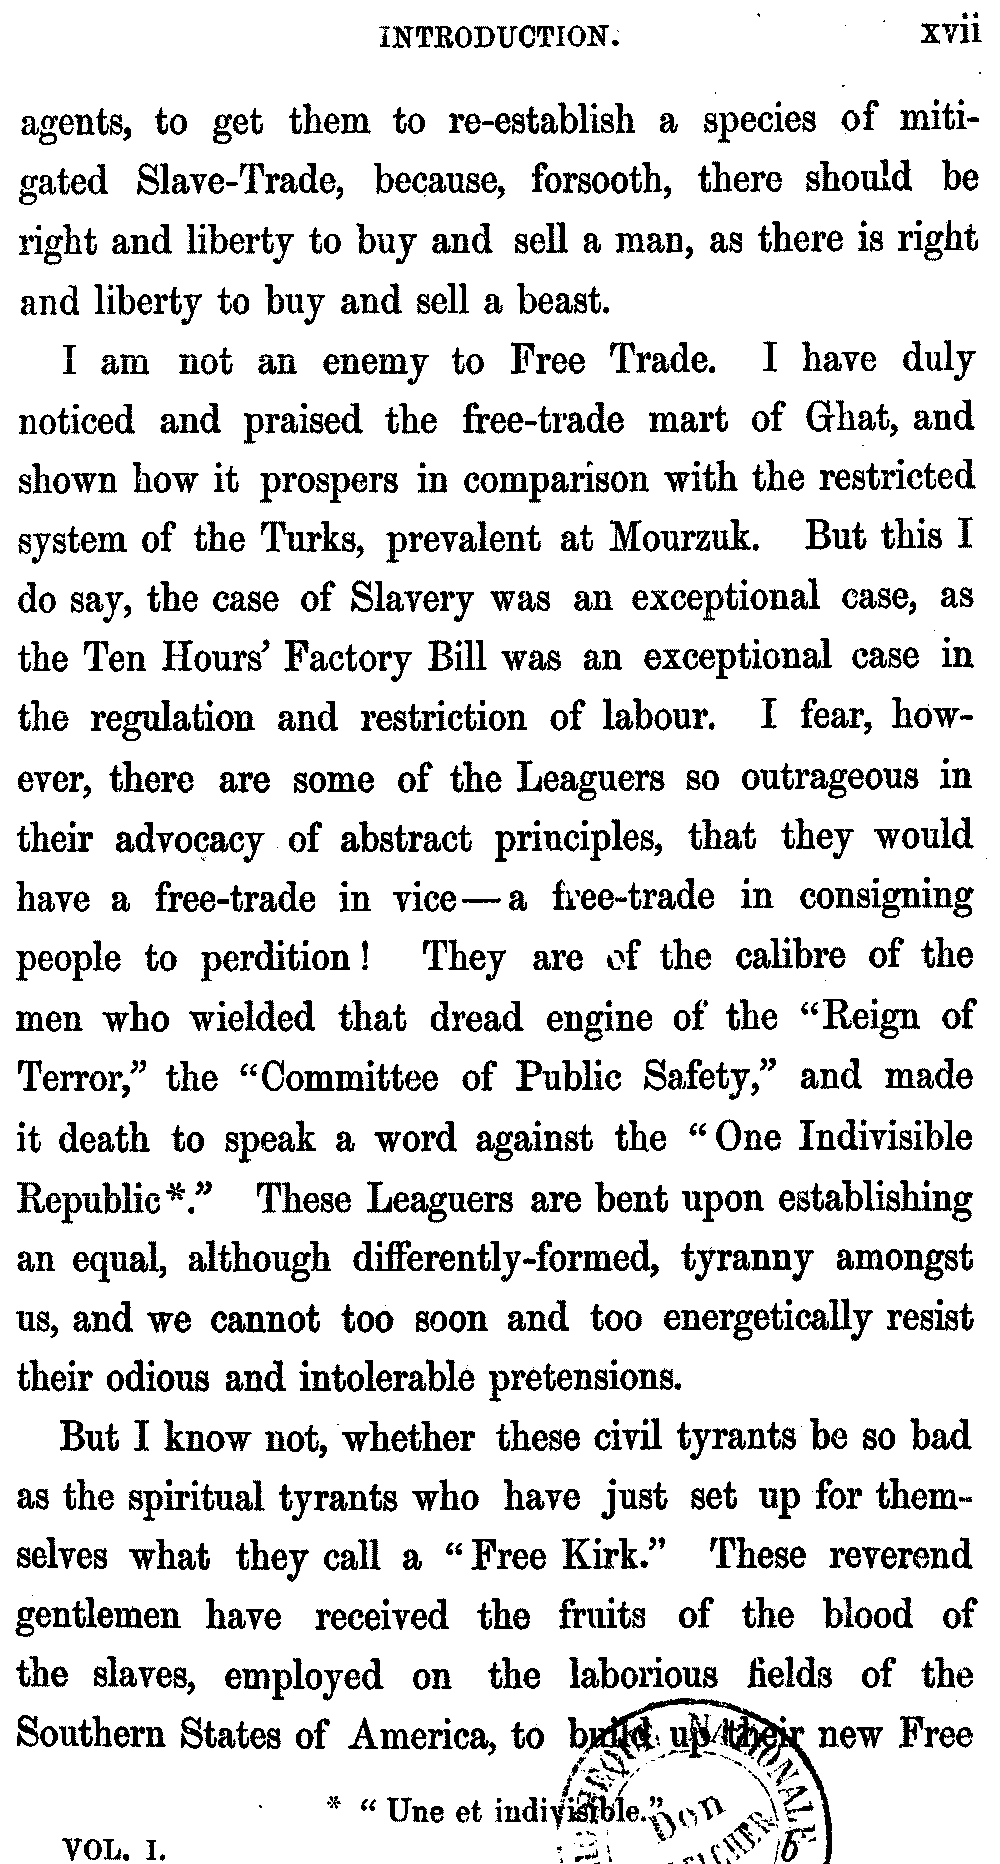 INTRODUCTION. xvii
agents, to get them to re-establish a species of miti-
gated Slave-Trade, because, forsooth, there should be
right and liberty to buy and sell a man, as there is right
and liberty to buy and sell a beast.
I am not an enemy to Free Trade. I have duly
noticed and praised the free-trade mart of Ghat, and
shown how it prospers in comparison with the restricted
system of the Turks, prevalent at Mourzuk. But this I
do say, the case of Slavery was an exceptional case, as
the Ten Hours' Factory Bill was an exceptional case in
the regulation and restriction of labour. I fear, how-
ever, there are some of the Leaguers so outrageous in
their advocacy of abstract principles, that they would
have a free-trade in vice—a free-trade in consigning
people to perdition! They are of the calibre of the
men who wielded that dread engine of the "Reign of
Terror," the "Committee of Public Safety," and made
it death to speak a word against the "One Indivisible
Republic*." These Leaguers are bent upon establishing
an equal, although differently-formed, tyranny amongst
us, and we cannot too soon and too energetically resist
their odious and intolerable pretensions.
But I know not, whether these civil tyrants be so bad
as the spiritual tyrants who have just set up for them-
selves what they call a "Free Kirk." These reverend
gentlemen have received the fruits of the blood of
the slaves, employed on the laborious fields of the
Southern States of America, to build up their new Free
* "Une et indivisible."
VOL. I. b
NATIONALE
Don